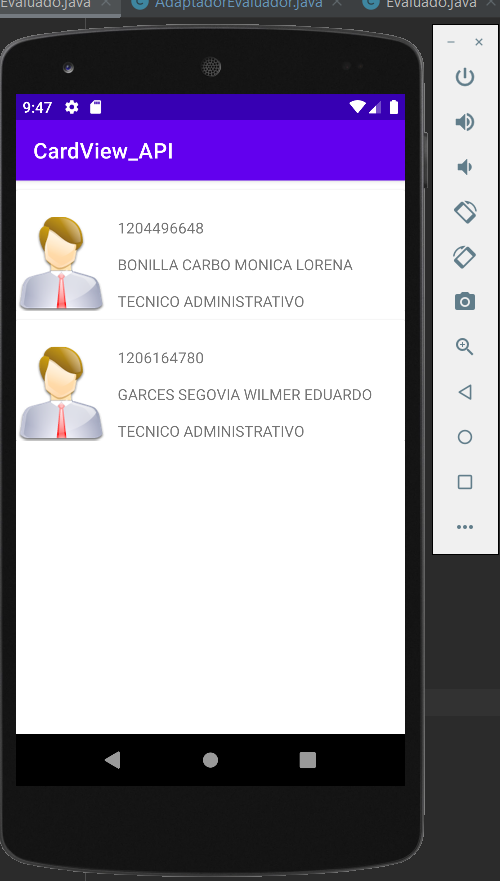 Evaluado.java
AdaptadorEvaluador.java
Evaluado.java
9:47
CardView_API
1204496648
BONILLA CARBO MONICA LORENA
TECNICO ADMINISTRATIVO
1206164780
GARCES SEGOVIA WILMER EDUARDO
TECNICO ADMINISTRATIVO